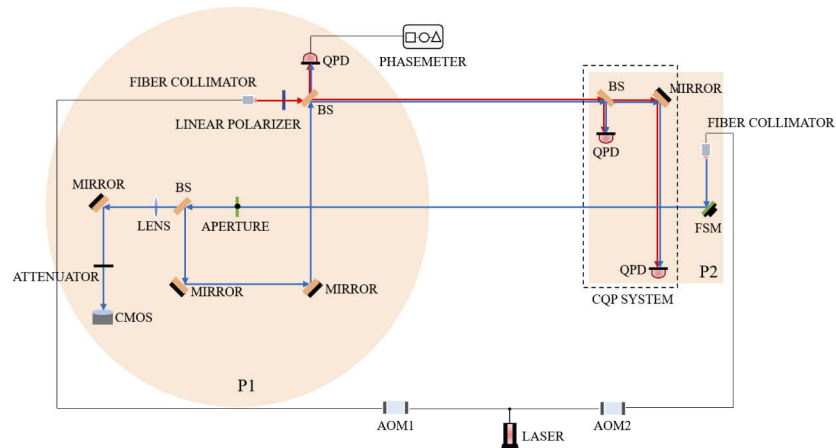 QPD
PHASEMETER
FIBER COLLIMATOR
LINEAR POLARIZER
BS
BS
MIRROR
FIBER COLLIMATOR
QPD
MIRROR
BS
LENS
APERTURE
FSM
ATTENUATOR
MIRROR
MIRROR
QPD
P2
CQP SYSTEM
CMOS
P1
AOM1
AOM2
LASER